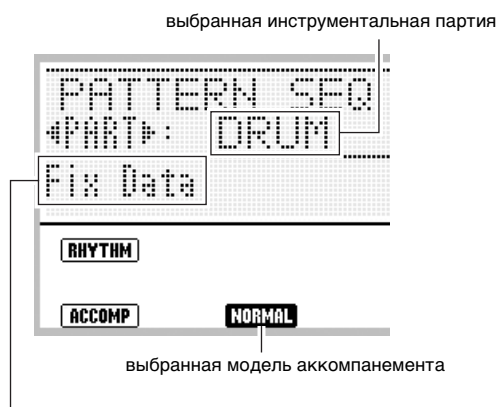 выбранная инструментальная партия
PATTERN SEQ
◄PART►: DRUM
Fix Data
RHYTHM
ACCOMP NORMAL
выбранная модель аккомпанемента